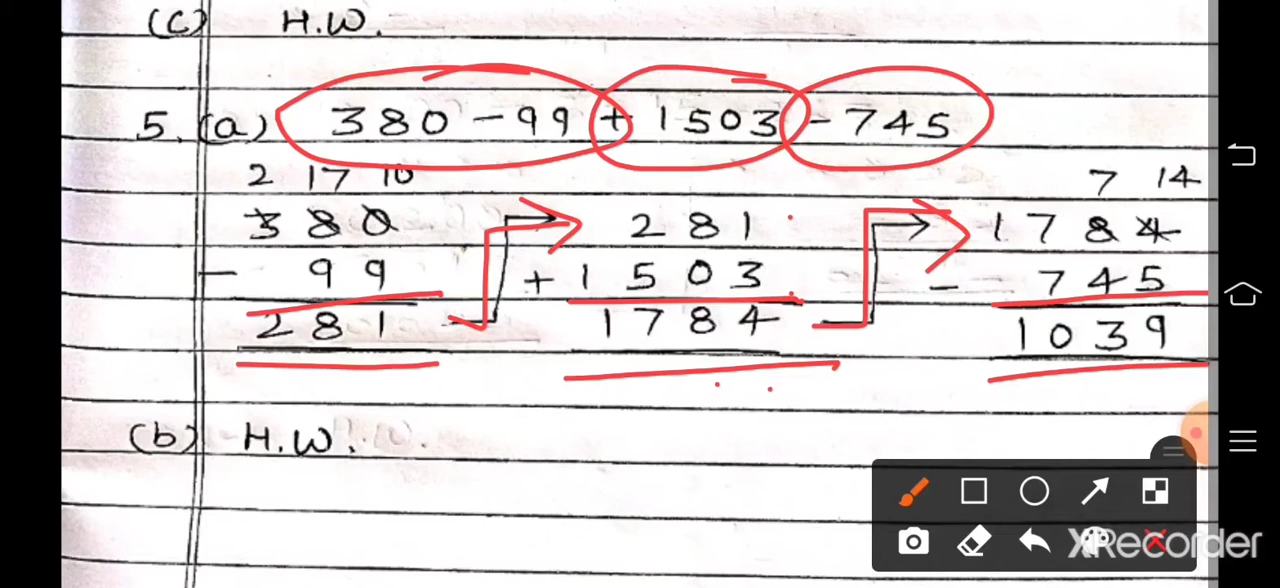 (c) H.W.
5. (a) 380 - 99 + 1503 - 745
2 17 10 7 14
380 281 1784
- 99 + 1503 - 745
281 1784 1039
(b) H.W.
XRecorder